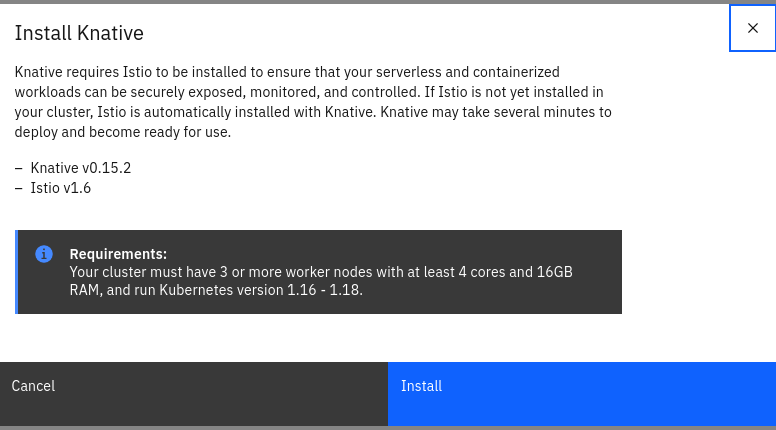 Install Knative
Knative requires Istio to be installed to ensure that your serverless and containerized
workloads can be securely exposed, monitored, and controlled. If Istio is not yet installed in
your cluster, Istio is automatically installed with Knative. Knative may take several minutes to
deploy and become ready for use.
– Knative v0.15.2
– Istio v1.6
Requirements:
Your cluster must have 3 or more worker nodes with at least 4 cores and 16GB
RAM, and run Kubernetes version 1.16 - 1.18.
Cancel
Install